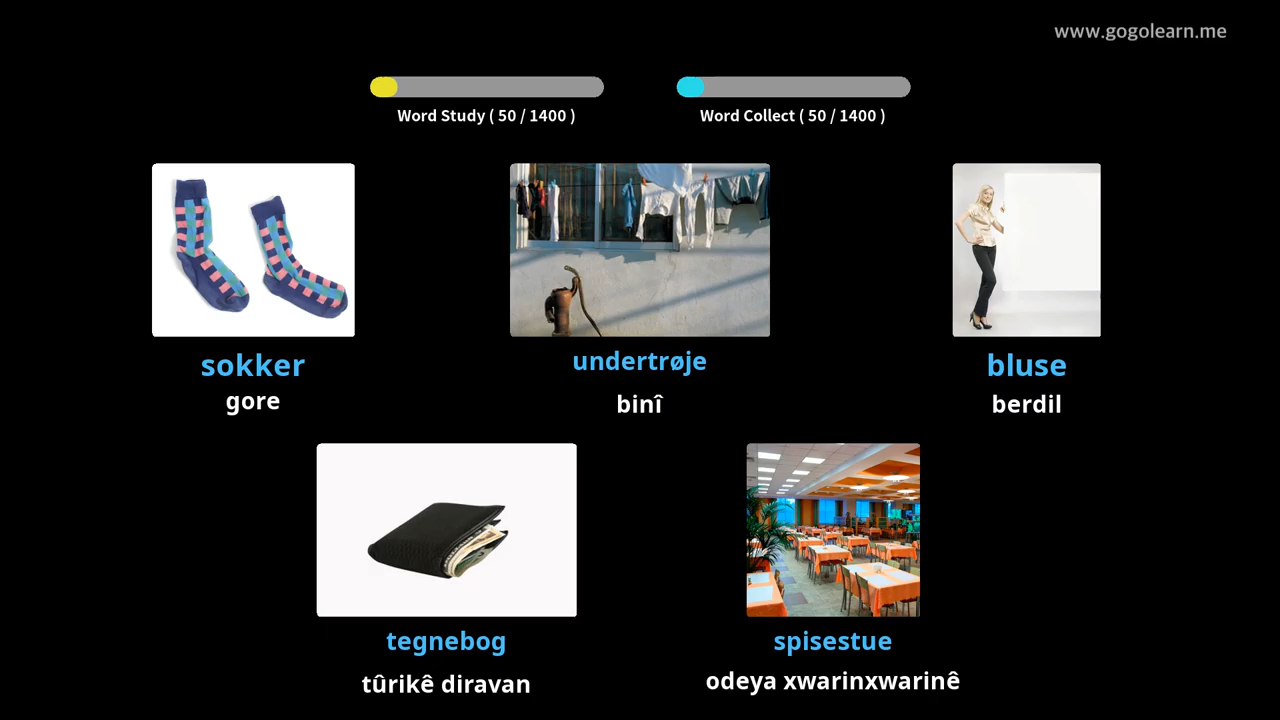 www.gogolearn.me
Word Study ( 50 / 1400 )
Word Collect ( 50 / 1400 )
sokker
gore
undertrøje
binî
bluse
berdil
tegnebog
tûrikê diravan
spisestue
odeya xwarinxwarinê